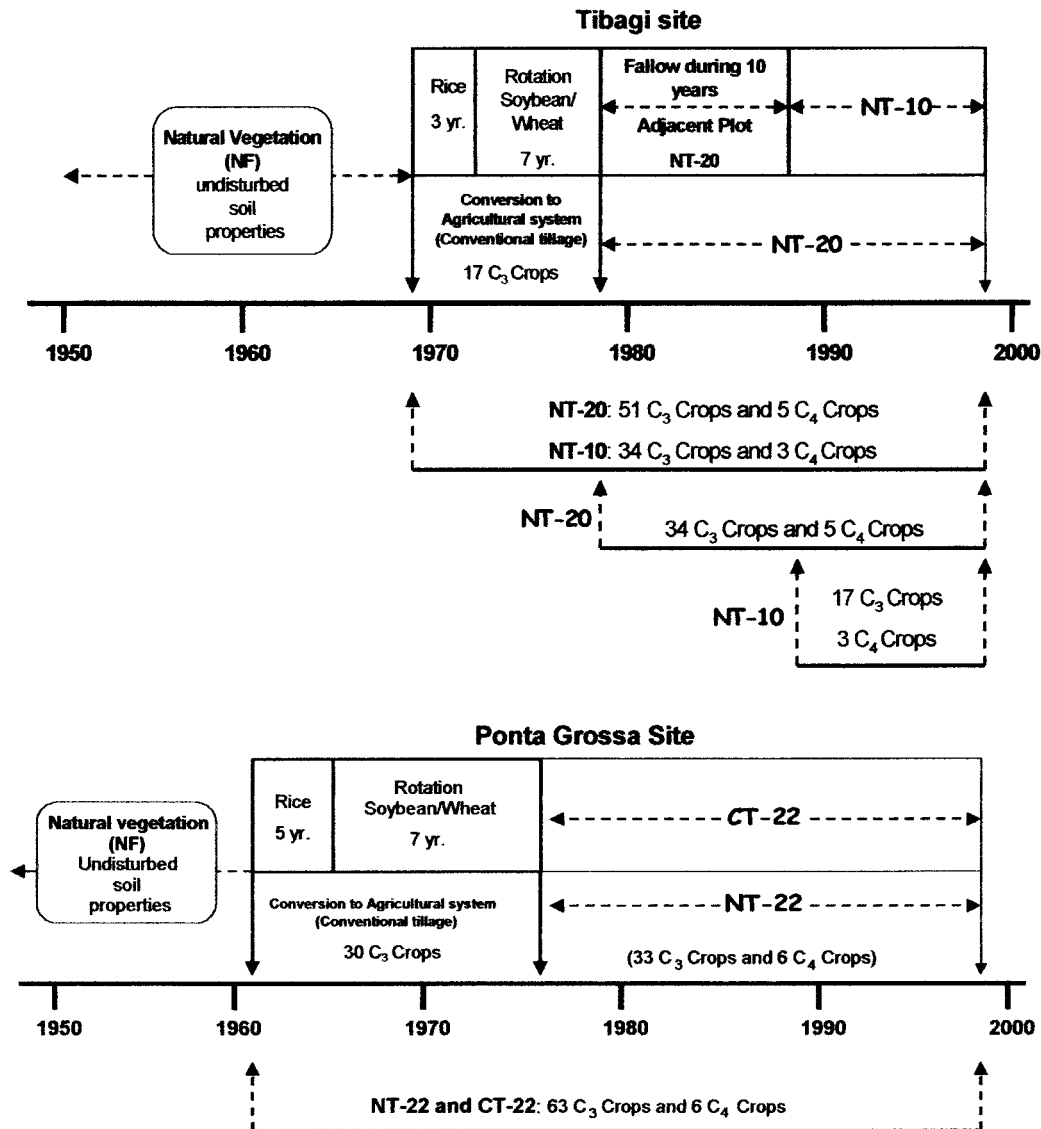 Tibagi site
Rice
3 yr.
Rotation
Soybean/
Wheat
7 yr.
Fallow during 10
years
Adjacent Plot
NT-20
NT-10
Natural Vegetation
(NF)
undisturbed
soil
properties
Conversion to
Agricultural system
(Conventional tillage)
17 C₃ Crops
NT-20
1950 1960 1970 1980 1990 2000
NT-20: 51 C₃ Crops and 5 C₄ Crops
NT-10: 34 C₃ Crops and 3 C₄ Crops
NT-20
34 C₃ Crops and 5 C₄ Crops
NT-10
17 C₃ Crops
3 C₄ Crops
Ponta Grossa Site
Rice
5 yr.
Rotation
Soybean/Wheat
7 yr.
CT-22
Natural vegetation
(NF)
Undisturbed
soil
properties
Conversion to Agricultural system
(Conventional tillage)
30 C₃ Crops
NT-22
(33 C₃ Crops and 6 C₄ Crops)
1950 1960 1970 1980 1990 2000
NT-22 and CT-22: 63 C₃ Crops and 6 C₄ Crops